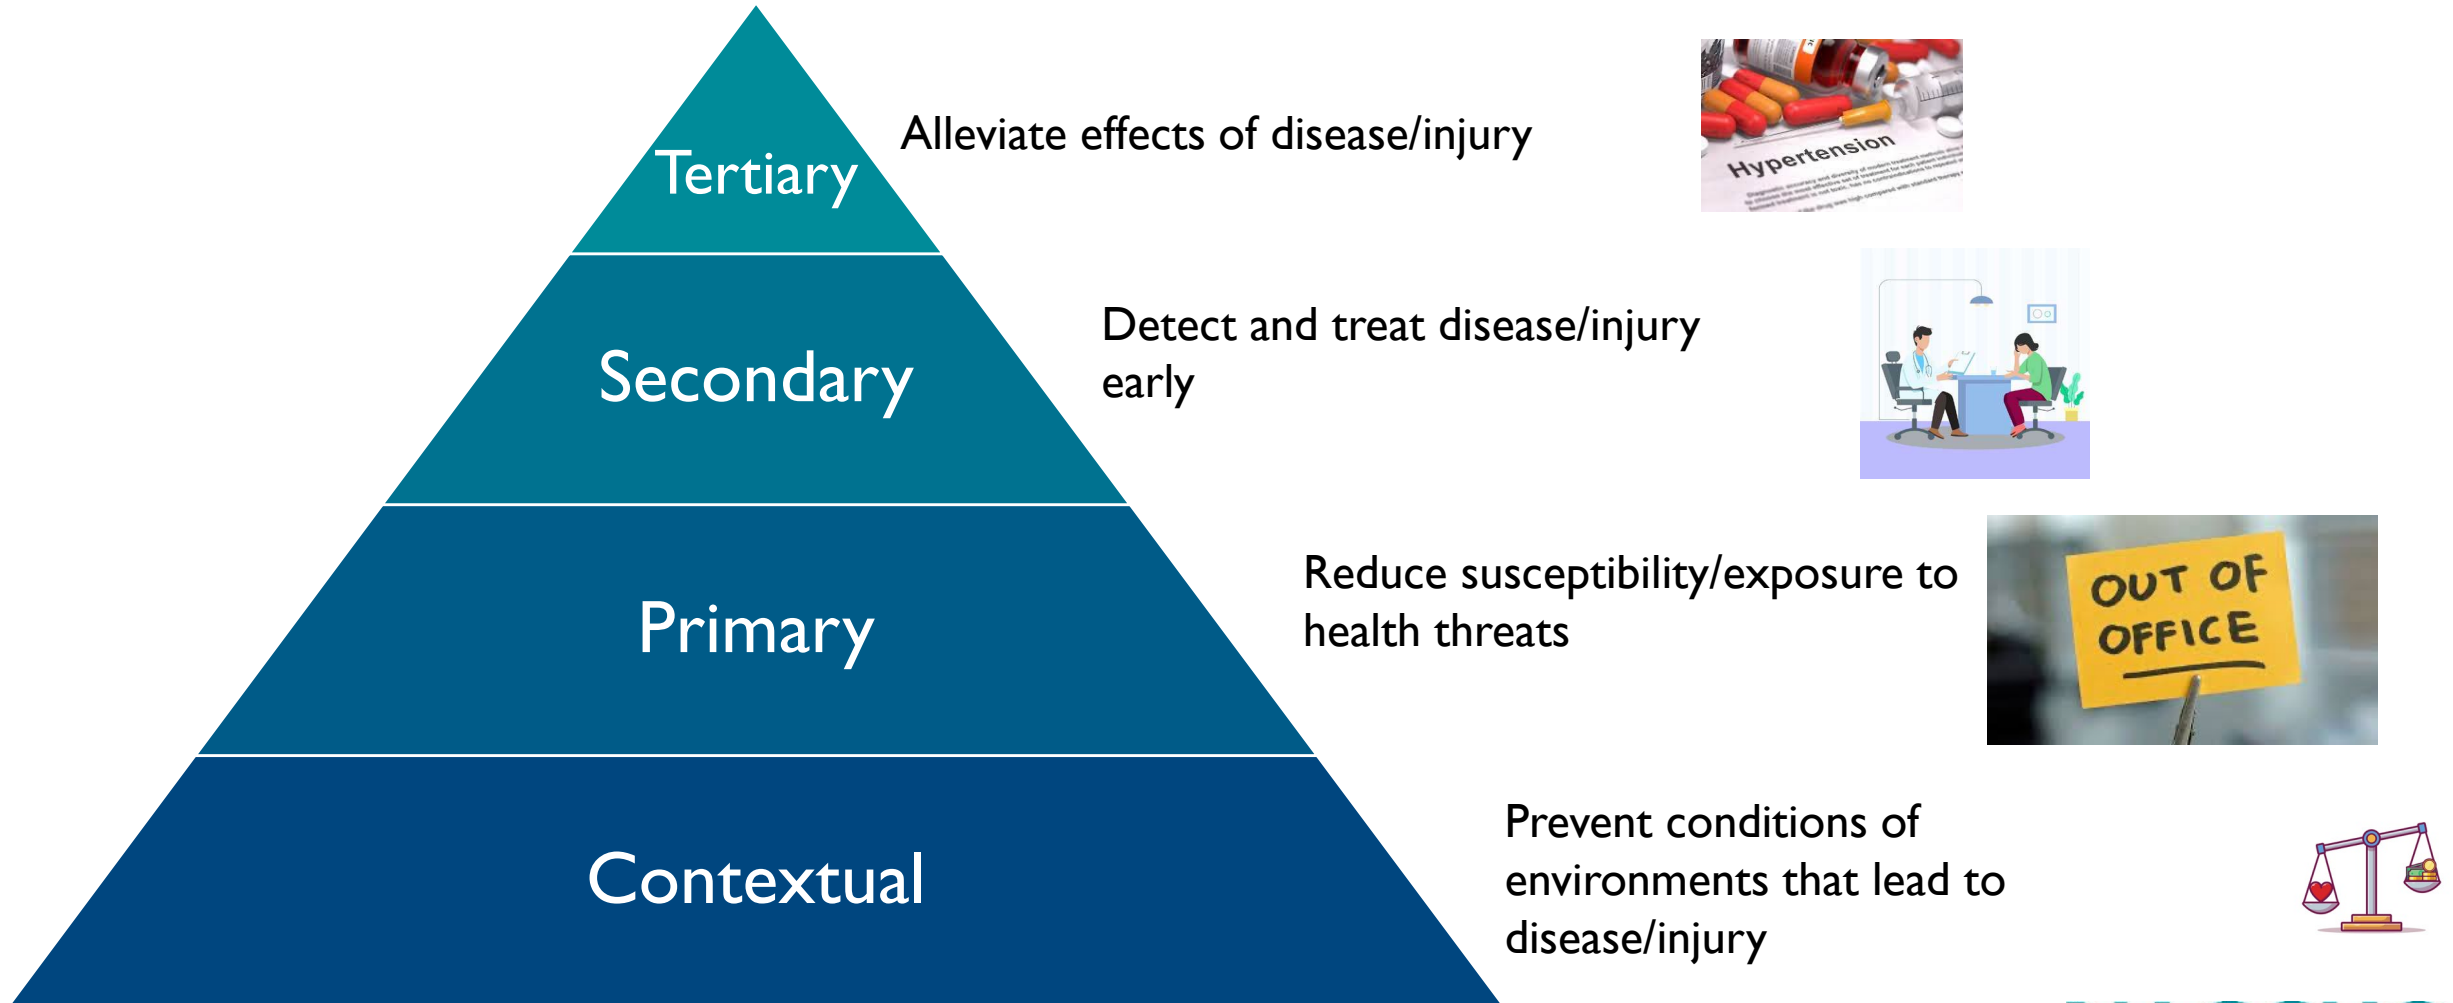 Tertiary
Alleviate effects of disease/injury
Hypertension
Secondary
Detect and treat disease/injury
early
Primary
Reduce susceptibility/exposure to
health threats
OUT OF
OFFICE
Contextual
Prevent conditions of
environments that lead to
disease/injury